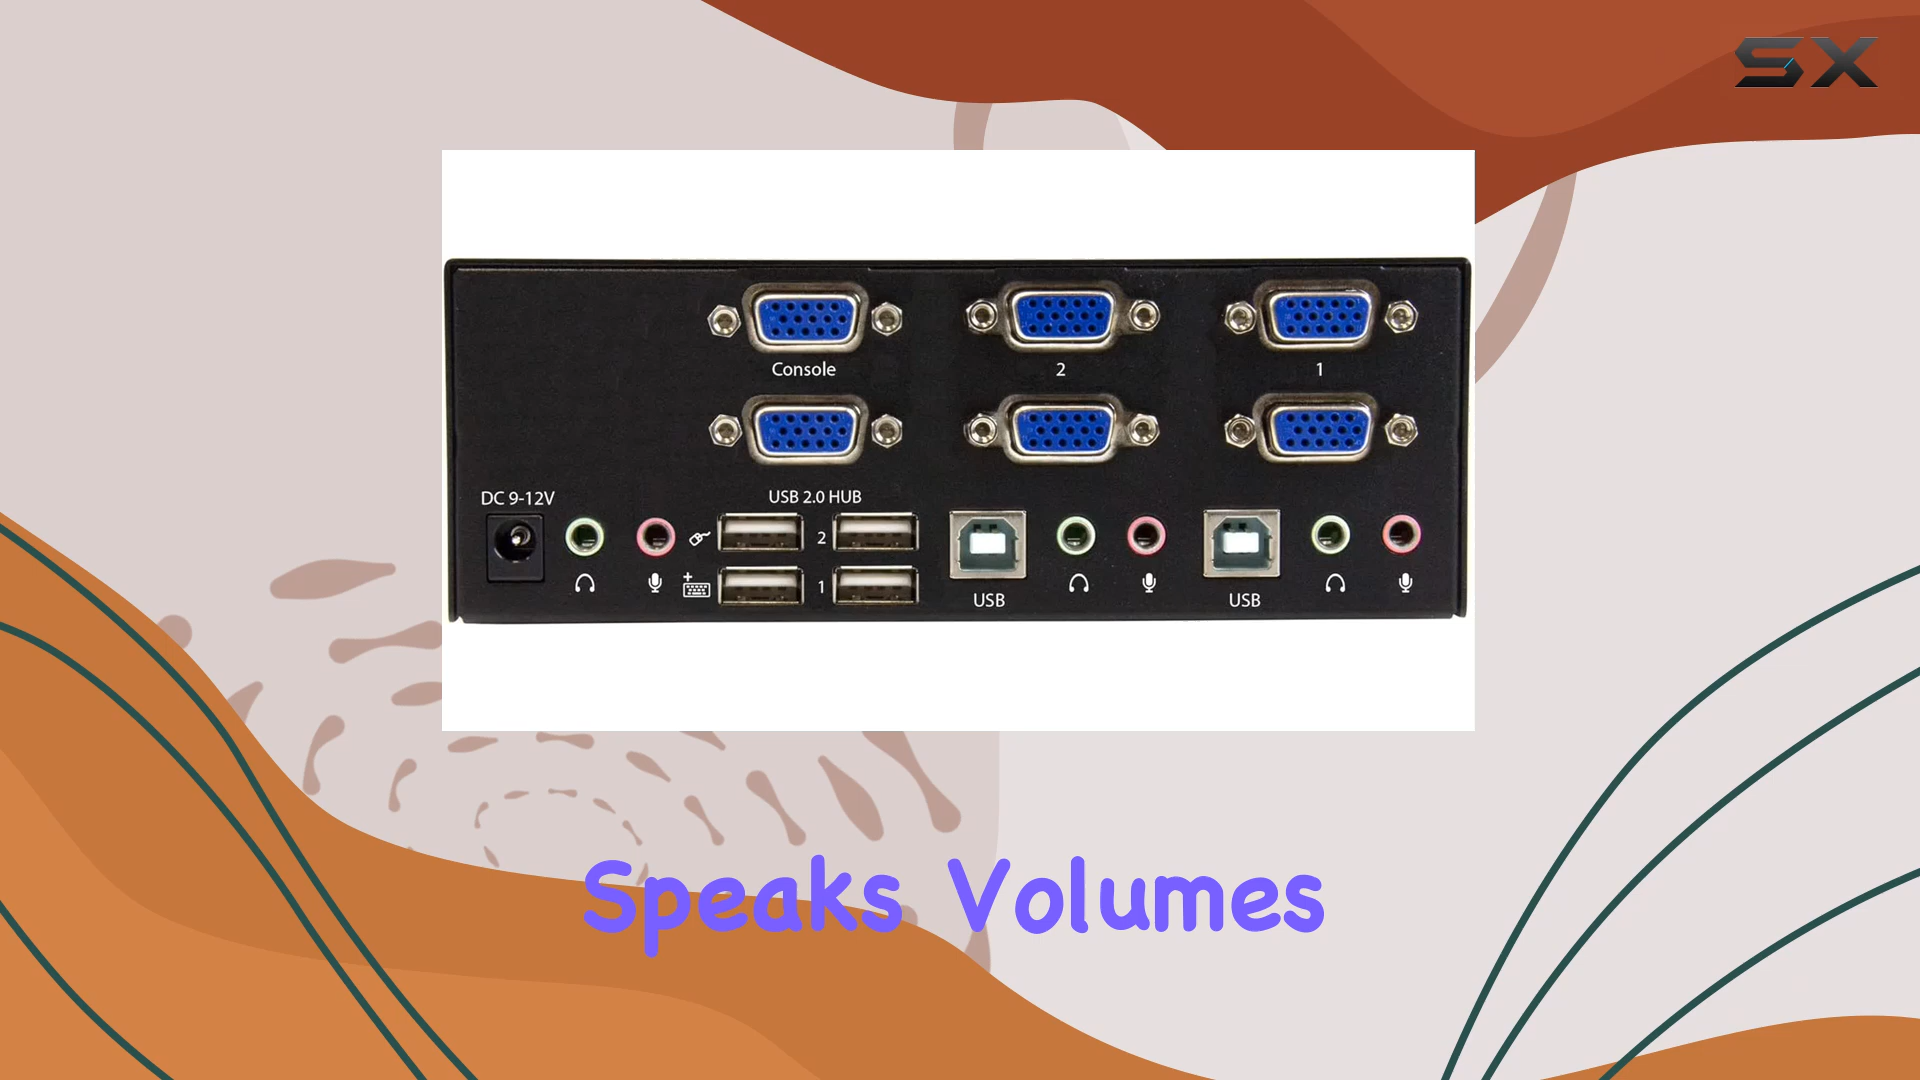 SX
Console
2
1
DC 9-12V
USB 2.0 HUB
2
1
USB
USB
Speaks Volumes